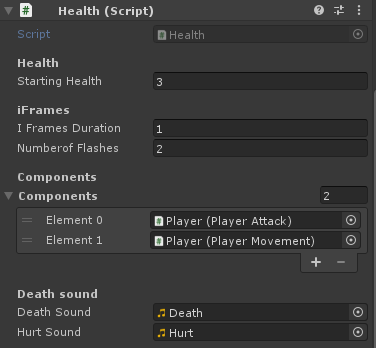 Health (Script)
Script Health
Health
Starting Health 3
iFrames
I Frames Duration 1
Numberof Flashes 2
Components
Components 2
Element 0 Player (Player Attack)
Element 1 Player (Player Movement)
Death sound
Death Sound Death
Hurt Sound Hurt